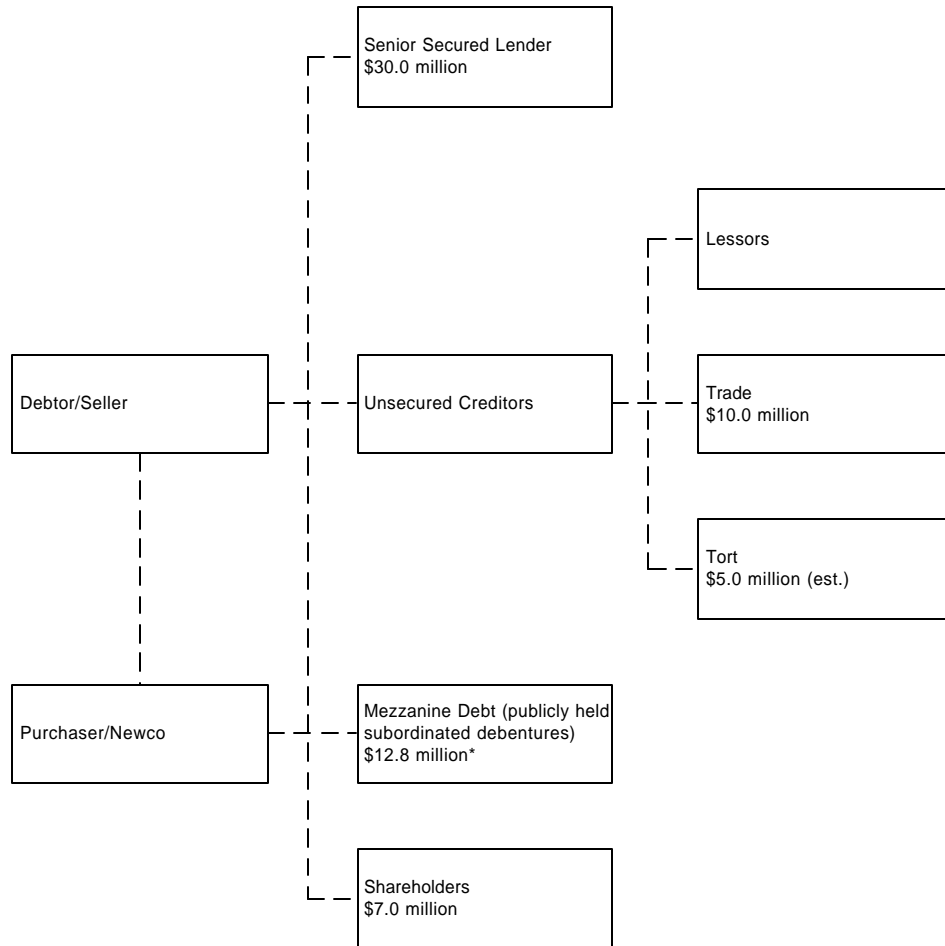 Senior Secured Lender
$30.0 million
Lessors
Debtor/Seller
Unsecured Creditors
Trade
$10.0 million
Tort
$5.0 million (est.)
Purchaser/Newco
Mezzanine Debt (publicly held
subordinated debentures)
$12.8 million*
Shareholders
$7.0 million